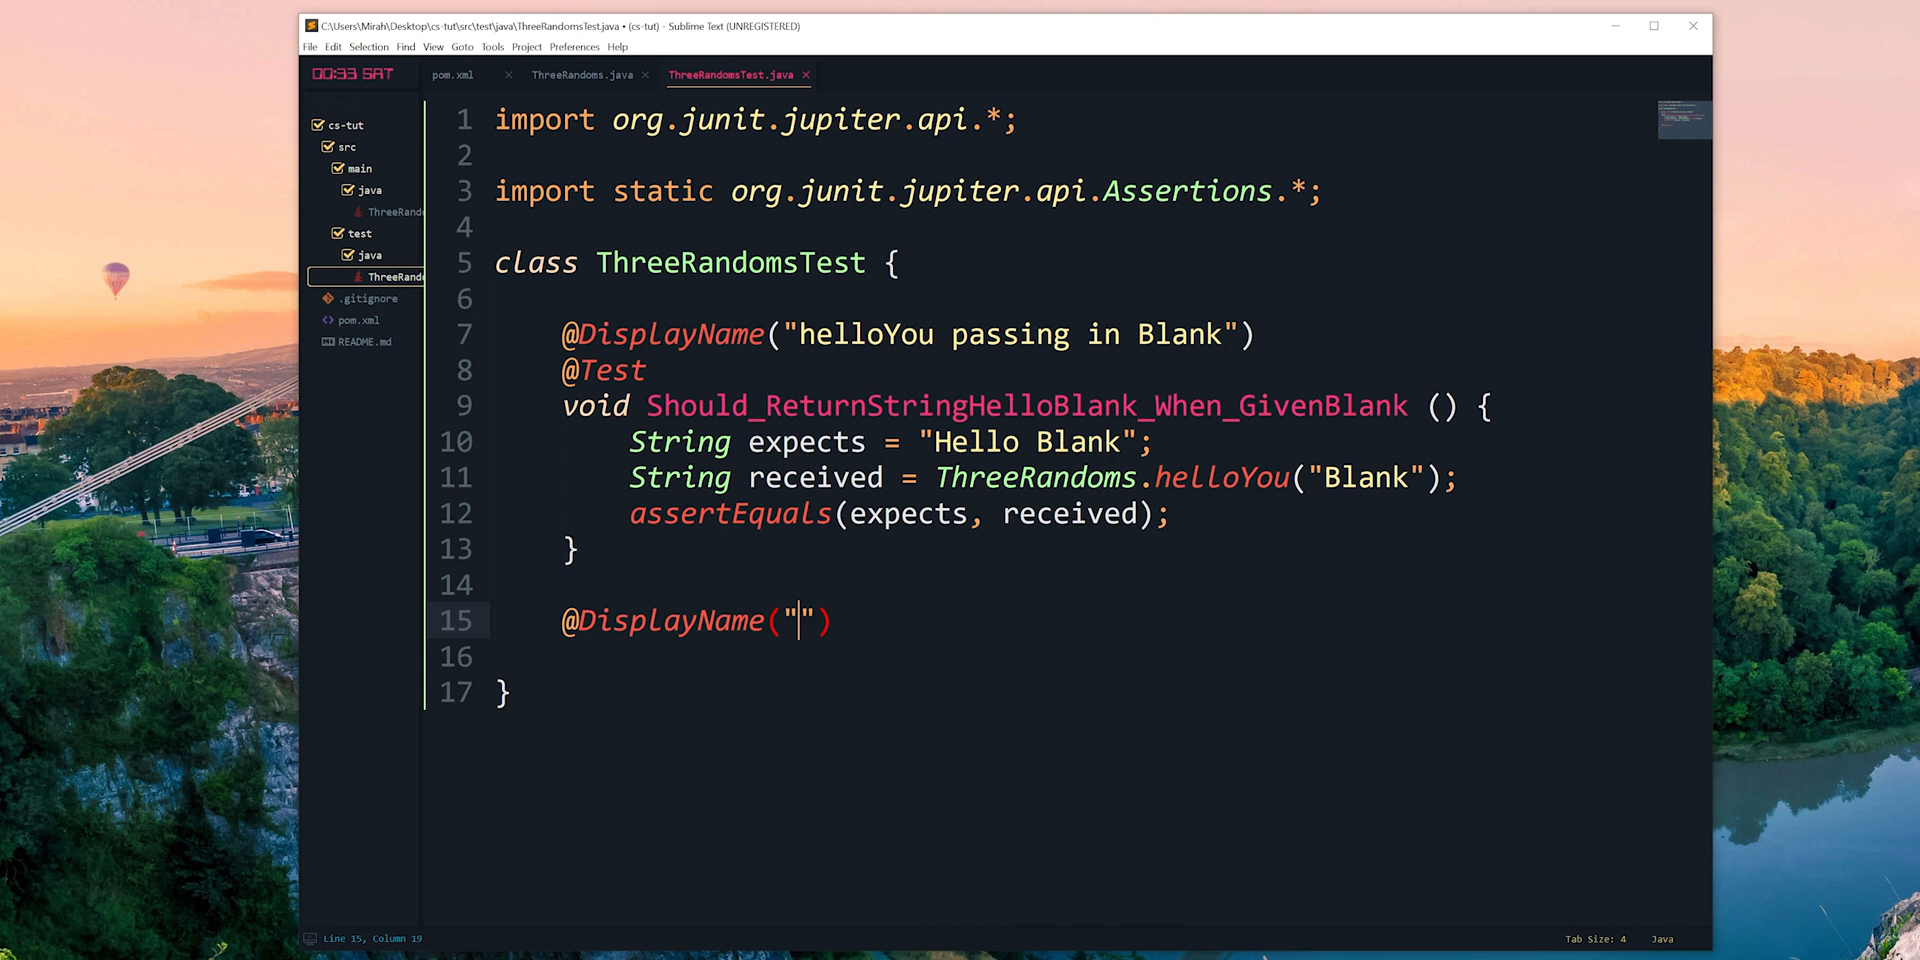 C:\Users\Mirah\Desktop\cs-tut\src\test\java\ThreeRandomsTest.java • (cs-tut) - Sublime Text (UNREGISTERED)
File Edit Selection Find View Goto Tools Project Preferences Help
00:33 SAT
pom.xml ThreeRandoms.java ThreeRandomsTest.java
cs-tut
src
main
java
ThreeRand
test
java
ThreeRand
.gitignore
pom.xml
README.md
1 import org.junit.jupiter.api.*;
2
3 import static org.junit.jupiter.api.Assertions.*;
4
5 class ThreeRandomsTest {
6
7 @DisplayName("helloYou passing in Blank")
8 @Test
9 void Should_ReturnStringHelloBlank_When_GivenBlank () {
10 String expects = "Hello Blank";
11 String received = ThreeRandoms.helloYou("Blank");
12 assertEquals(expects, received);
13 }
14
15 @DisplayName("")
16
17 }
Line 15, Column 19
Tab Size: 4 Java